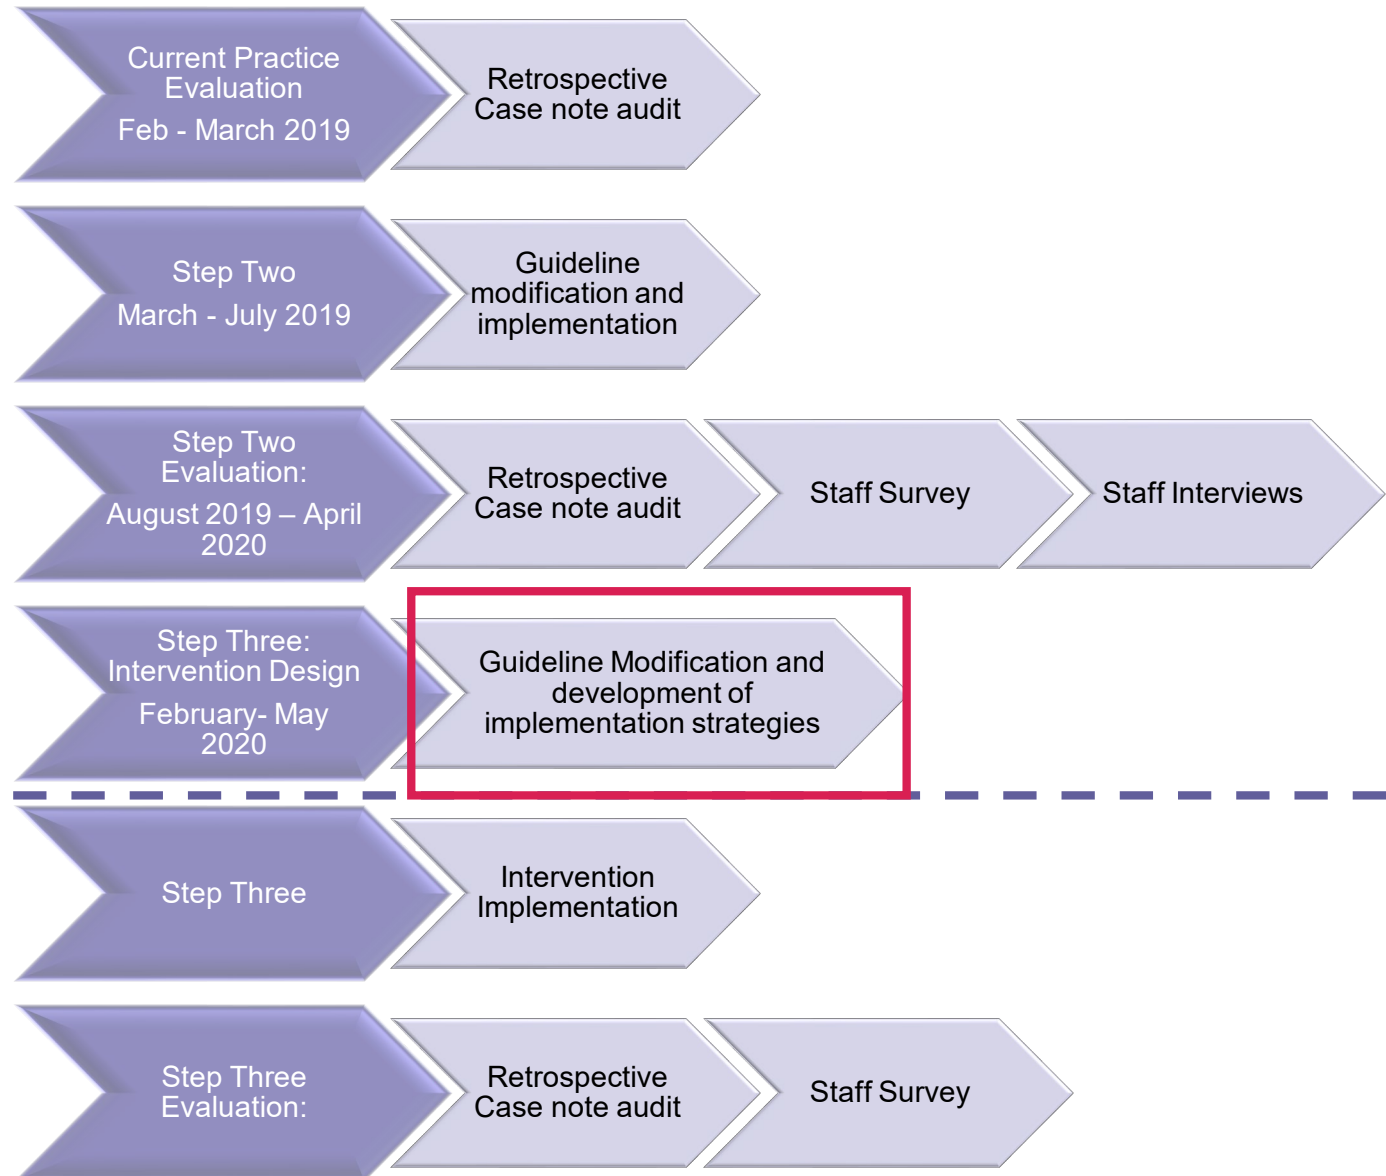 Current Practice
Evaluation
Feb - March 2019
Retrospective
Case note audit
Step Two
March - July 2019
Guideline
modification and
implementation
Step Two
Evaluation:
August 2019 – April
2020
Retrospective
Case note audit
Staff Survey
Staff Interviews
Step Three:
Intervention Design
February- May
2020
Guideline Modification and
development of
implementation strategies
Step Three
Intervention
Implementation
Step Three
Evaluation:
Retrospective
Case note audit
Staff Survey